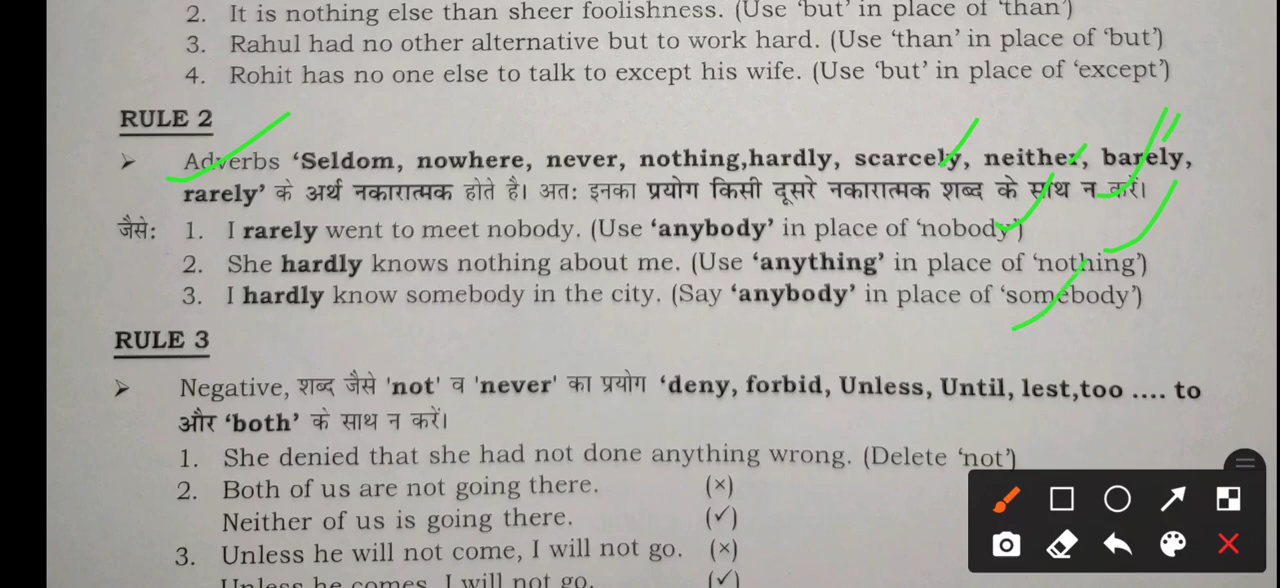 2. It is nothing else than sheer foolishness. (Use 'but' in place of 'than')
3. Rahul had no other alternative but to work hard. (Use 'than' in place of 'but')
4. Rohit has no one else to talk to except his wife. (Use 'but' in place of 'except')
RULE 2
➢ Adverbs 'Seldom, nowhere, never, nothing,hardly, scarcely, neither, barely,
rarely' के अर्थ नकारात्मक होते है। अत: इनका प्रयोग किसी दूसरे नकारात्मक शब्द के साथ न करें।
जैसे: 1. I rarely went to meet nobody. (Use 'anybody' in place of 'nobody')
2. She hardly knows nothing about me. (Use 'anything' in place of 'nothing')
3. I hardly know somebody in the city. (Say 'anybody' in place of 'somebody')
RULE 3
➢ Negative, शब्द जैसे 'not' व 'never' का प्रयोग 'deny, forbid, Unless, Until, lest,too .... to
और 'both' के साथ न करें।
1. She denied that she had not done anything wrong. (Delete 'not')
2. Both of us are not going there. (×)
Neither of us is going there. (✓)
3. Unless he will not come, I will not go. (×)
Unless he comes, I will not go. (✓)